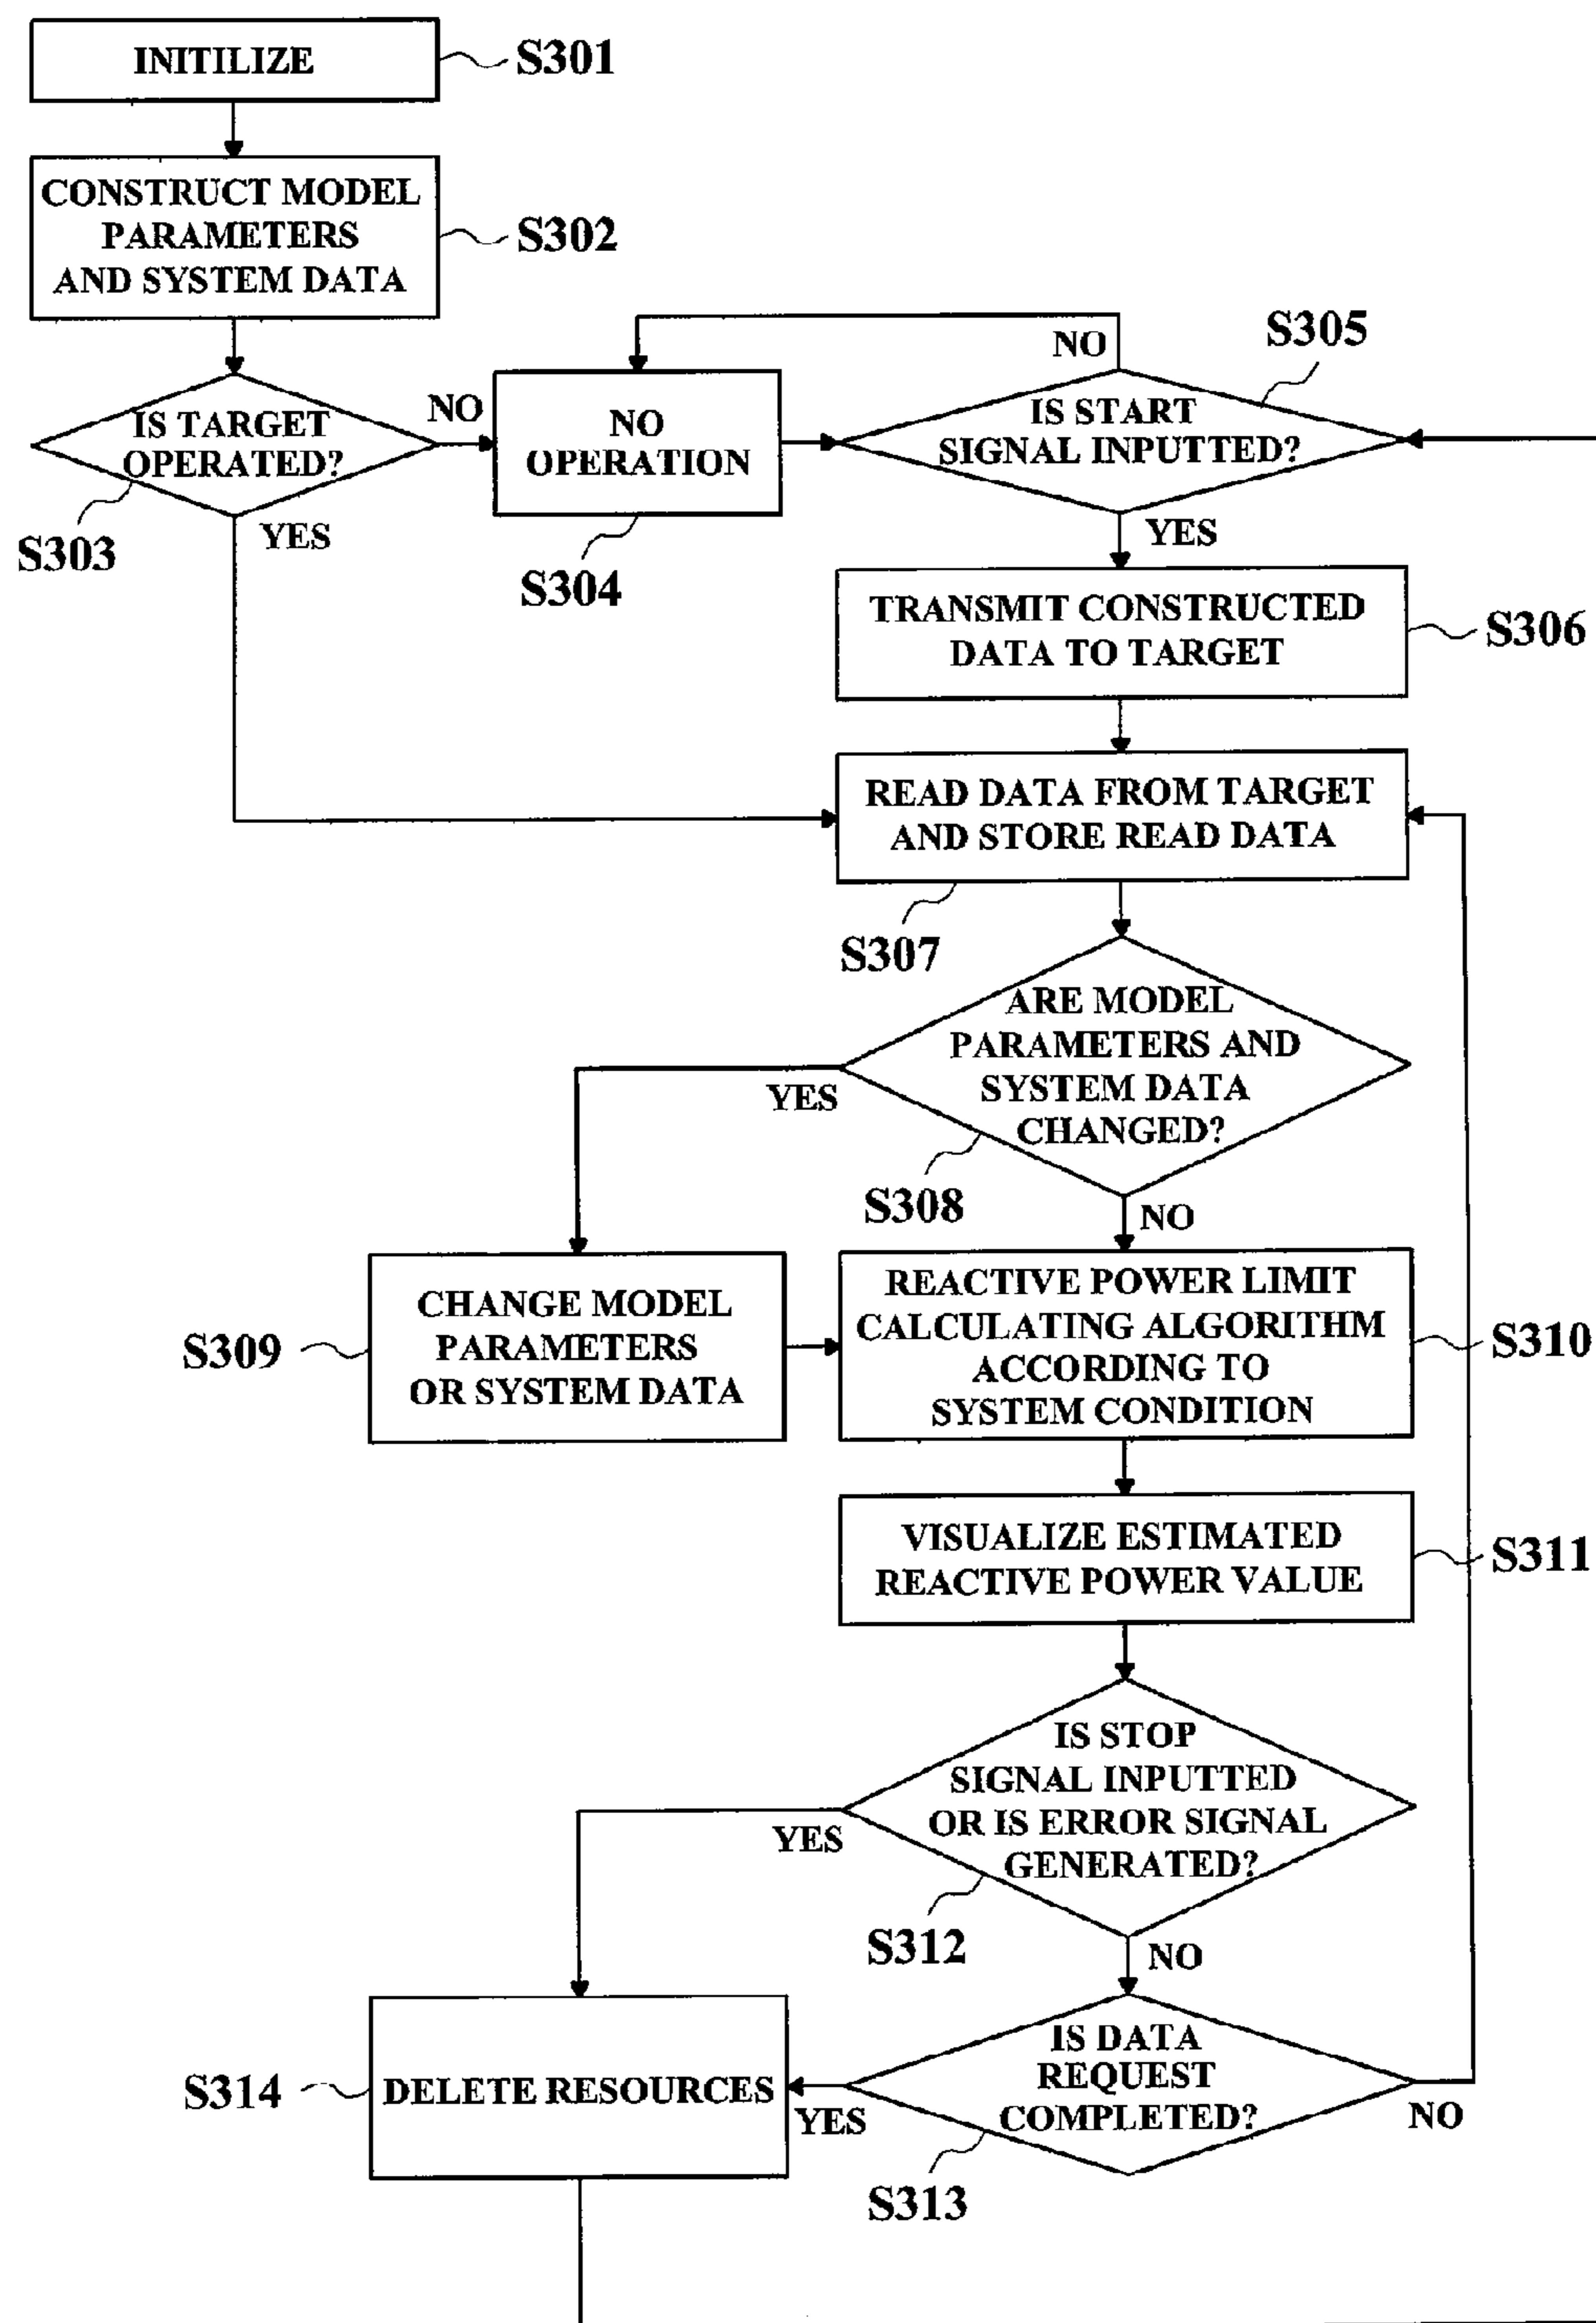 INITILIZE
S301
CONSTRUCT MODEL
PARAMETERS
AND SYSTEM DATA
S302
IS TARGET
OPERATED?
S303
NO
YES
NO
OPERATION
S304
NO
IS START
SIGNAL INPUTTED?
S305
YES
TRANSMIT CONSTRUCTED
DATA TO TARGET
S306
READ DATA FROM TARGET
AND STORE READ DATA
S307
ARE MODEL
PARAMETERS AND
SYSTEM DATA
CHANGED?
S308
YES
NO
CHANGE MODEL
PARAMETERS
OR SYSTEM DATA
S309
REACTIVE POWER LIMIT
CALCULATING ALGORITHM
ACCORDING TO
SYSTEM CONDITION
S310
VISUALIZE ESTIMATED
REACTIVE POWER VALUE
S311
IS STOP
SIGNAL INPUTTED
OR IS ERROR SIGNAL
GENERATED?
S312
YES
NO
IS DATA
REQUEST
COMPLETED?
S313
YES
NO
DELETE RESOURCES
S314